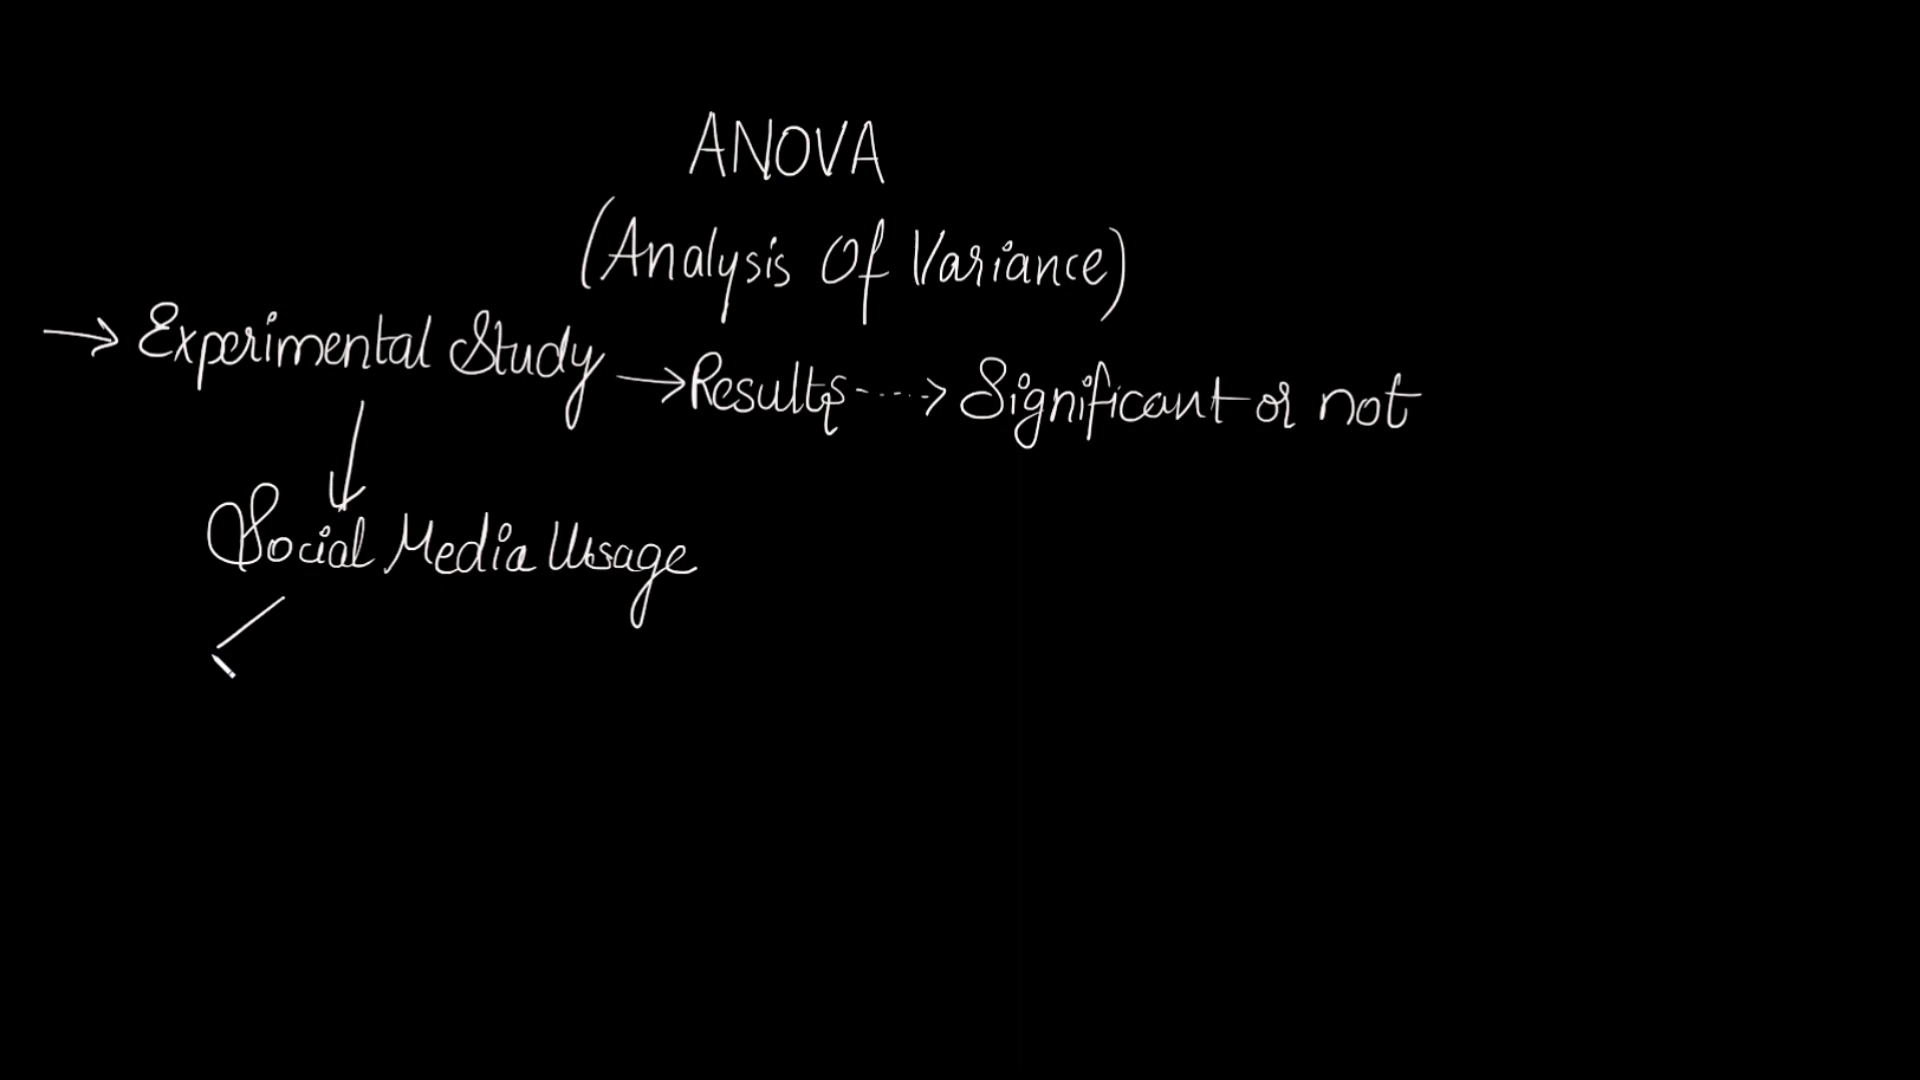 ANOVA
(Analysis Of Variance)
→ Experimental Study → Results ----> Significant or not
Social Media Usage